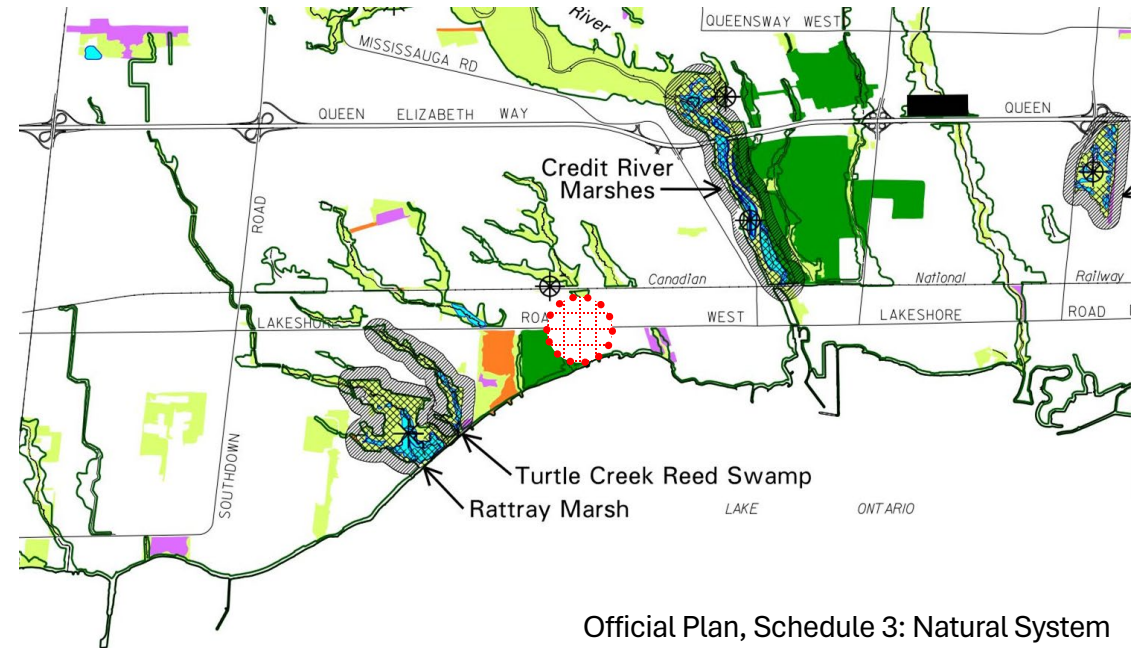 River
QUEENSWAY WEST
MISSISSAUGA RD
QUEEN ELIZABETH WAY
QUEEN
Credit River
Marshes
ROAD
Canadian
National
Railway
LAKESHORE
ROAD
WEST
LAKESHORE
ROAD
SOUTHDOWN
Turtle Creek Reed Swamp
Rattray Marsh
LAKE ONTARIO
Official Plan, Schedule 3: Natural System